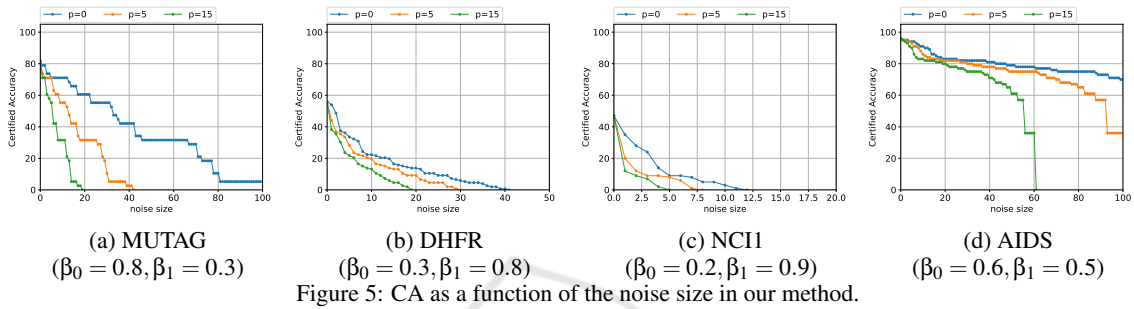 p=0 p=5 p=15
100
80
60
40
20
0
Certified Accuracy
0 20 40 60 80 100
noise size
(a) MUTAG
(β₀ = 0.8, β₁ = 0.3)
p=0 p=5 p=15
100
80
60
40
20
0
Certified Accuracy
0 10 20 30 40 50
noise size
(b) DHFR
(β₀ = 0.3, β₁ = 0.8)
p=0 p=5 p=15
100
80
60
40
20
0
Certified Accuracy
0.0 2.5 5.0 7.5 10.0 12.5 15.0 17.5 20.0
noise size
(c) NCI1
(β₀ = 0.2, β₁ = 0.9)
p=0 p=5 p=15
100
80
60
40
20
0
Certified Accuracy
0 20 40 60 80 100
noise size
(d) AIDS
(β₀ = 0.6, β₁ = 0.5)
Figure 5: CA as a function of the noise size in our method.